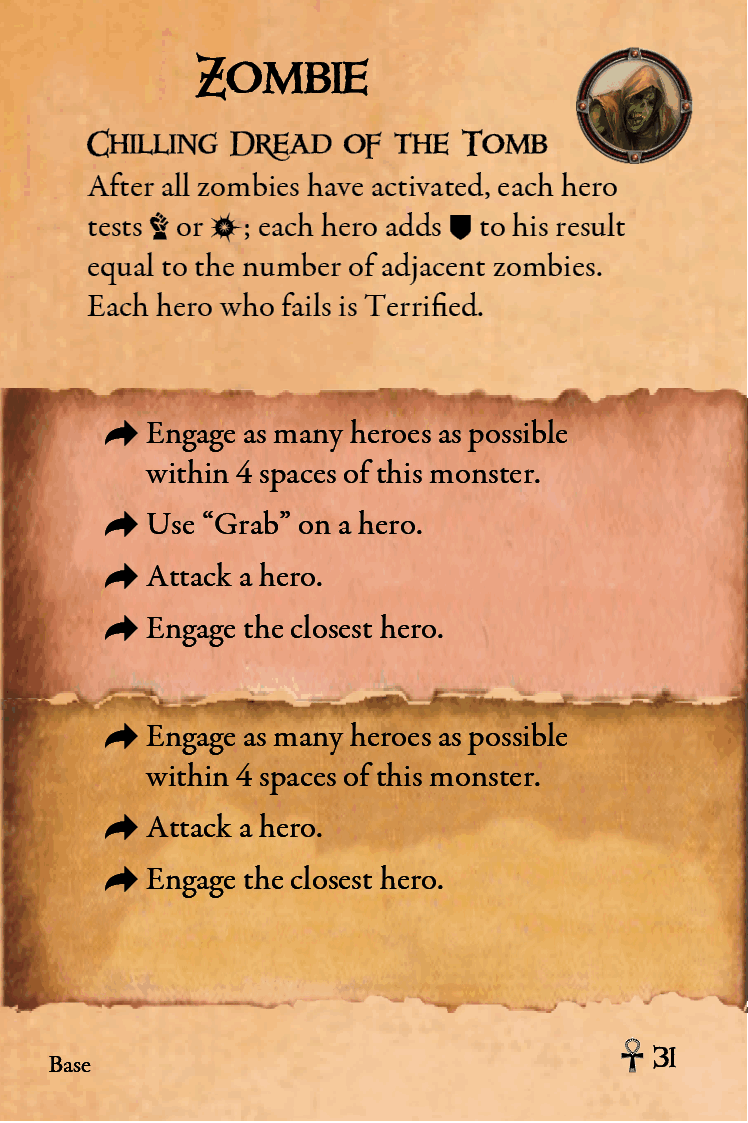 Zombie
Chilling Dread of the Tomb
After all zombies have activated, each hero
tests or ; each hero adds to his result
equal to the number of adjacent zombies.
Each hero who fails is Terrified.
Engage as many heroes as possible
within 4 spaces of this monster.
Use “Grab” on a hero.
Attack a hero.
Engage the closest hero.
Engage as many heroes as possible
within 4 spaces of this monster.
Attack a hero.
Engage the closest hero.
Base
31